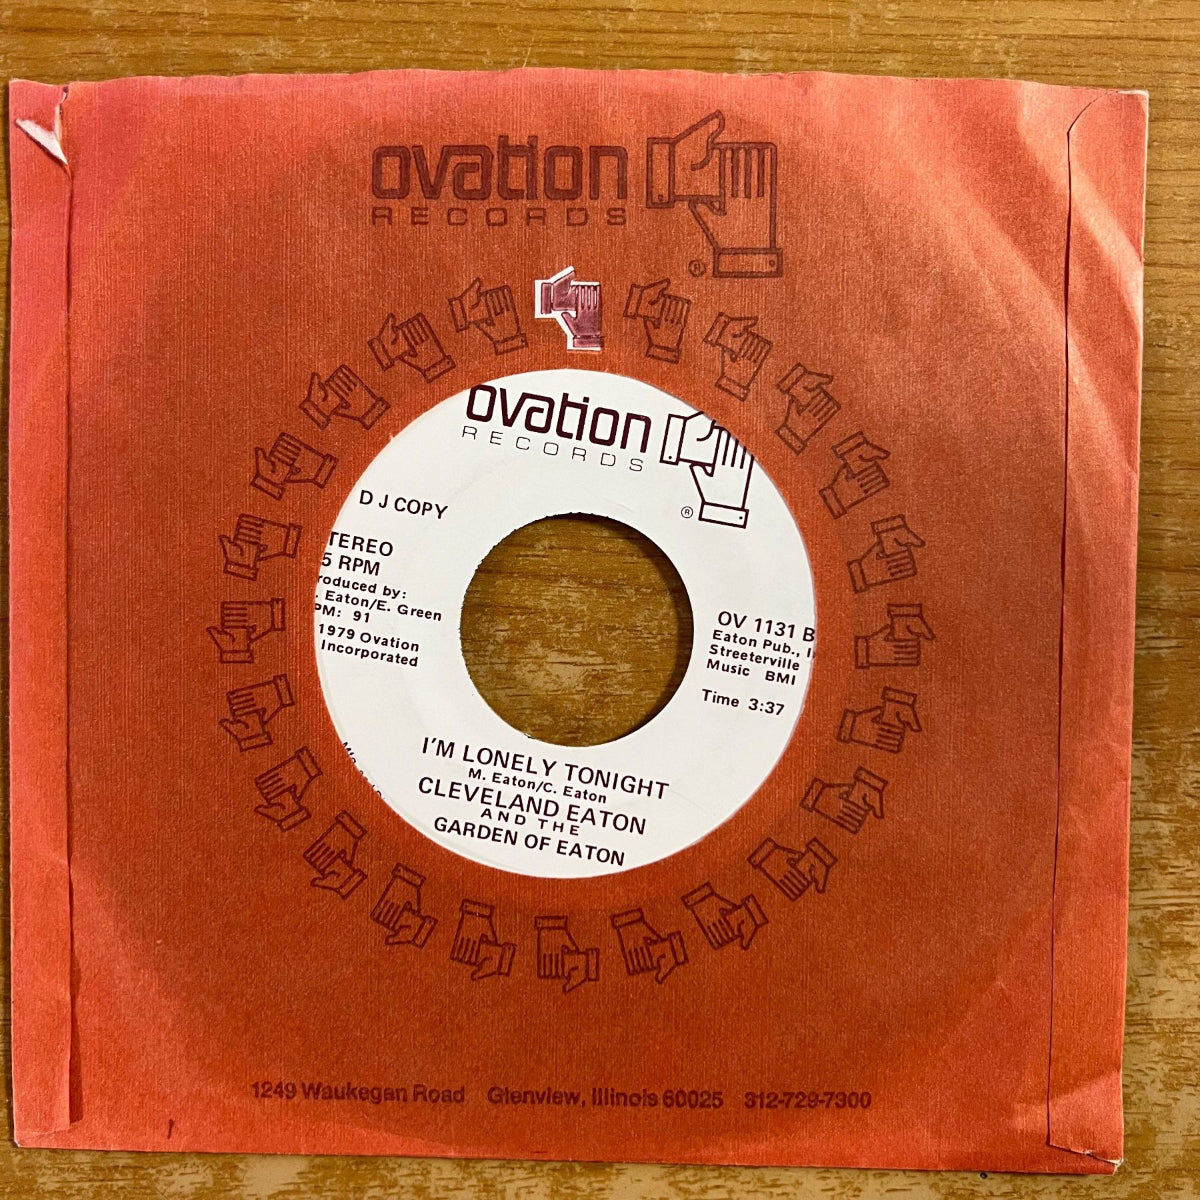 ovation
RECORDS
®
ovation
RECORDS
®
D J COPY
TEREO
5 RPM
roduced by:
. Eaton/E. Green
PM: 91
1979 Ovation
Incorporated
OV 1131 B
Eaton Pub., I
Streeterville
Music BMI
Time 3:37
I'M LONELY TONIGHT
M. Eaton/C. Eaton
CLEVELAND EATON
AND THE
GARDEN OF EATON
1249 Waukegan Road Glenview, Illinois 60025 312-729-7300